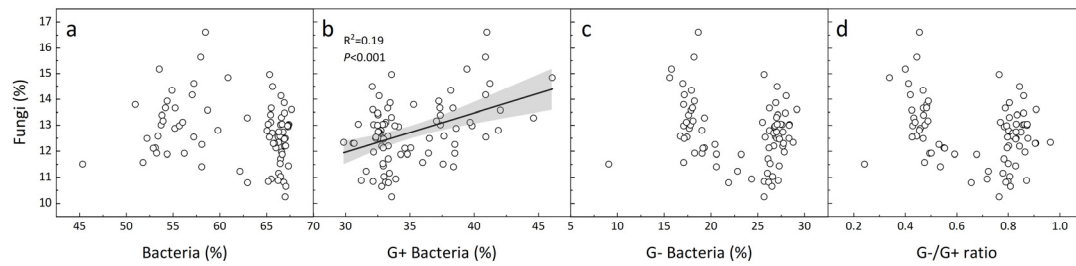 a
b
c
d
R²=0.19
P<0.001
Fungi (%)
17
16
15
14
13
12
11
10
45 50 55 60 65 70
30 35 40 45
5 10 15 20 25 30
0.2 0.4 0.6 0.8 1.0
Bacteria (%)
G+ Bacteria (%)
G- Bacteria (%)
G-/G+ ratio